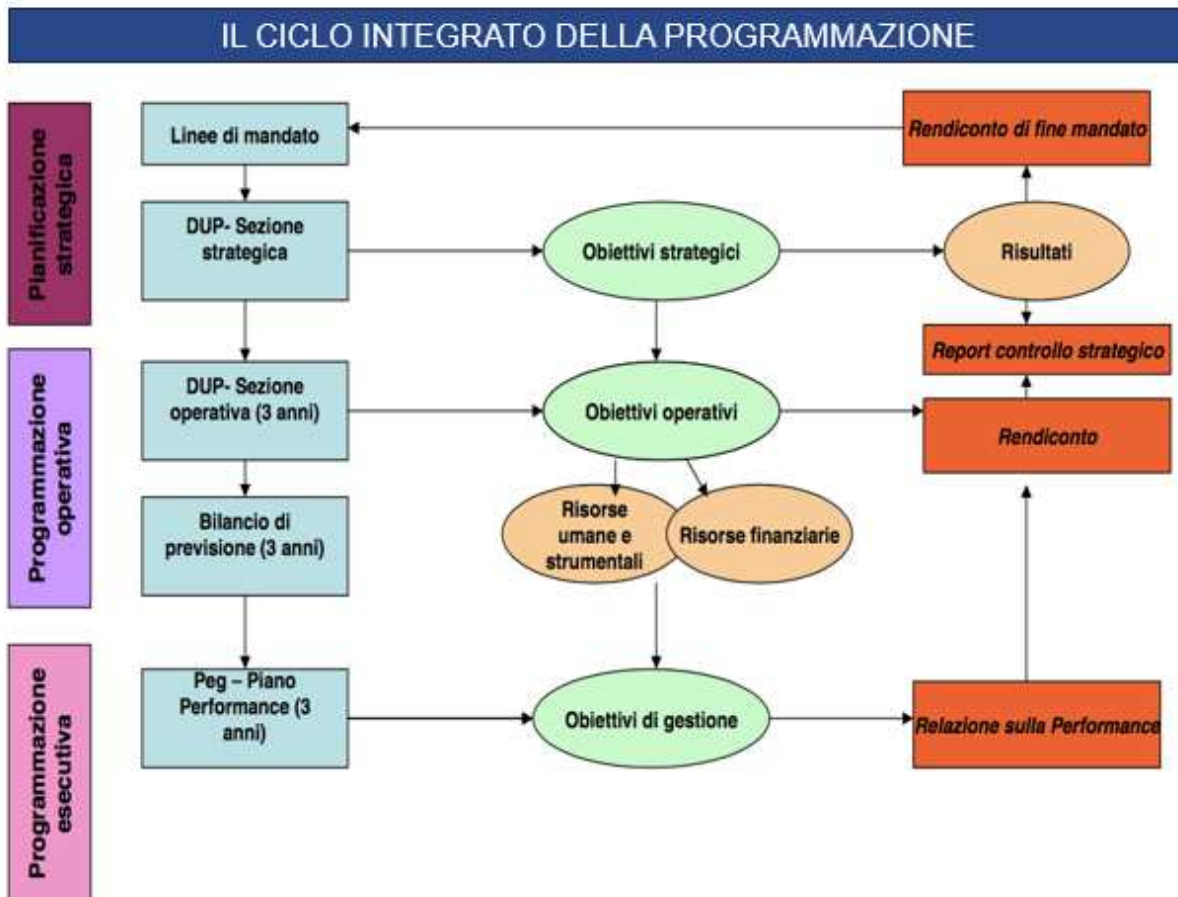 IL CICLO INTEGRATO DELLA PROGRAMMAZIONE
Pianificazione
strategica
Linee di mandato
Rendiconto di fine mandato
DUP- Sezione
strategica
Obiettivi strategici
Risultati
Report controllo strategico
Programmazione
operativa
DUP- Sezione
operativa (3 anni)
Obiettivi operativi
Rendiconto
Bilancio di
previsione (3 anni)
Risorse
umane e
strumentali
Risorse finanziarie
Programmazione
esecutiva
Peg – Piano
Performance (3
anni)
Obiettivi di gestione
Relazione sulla Performance